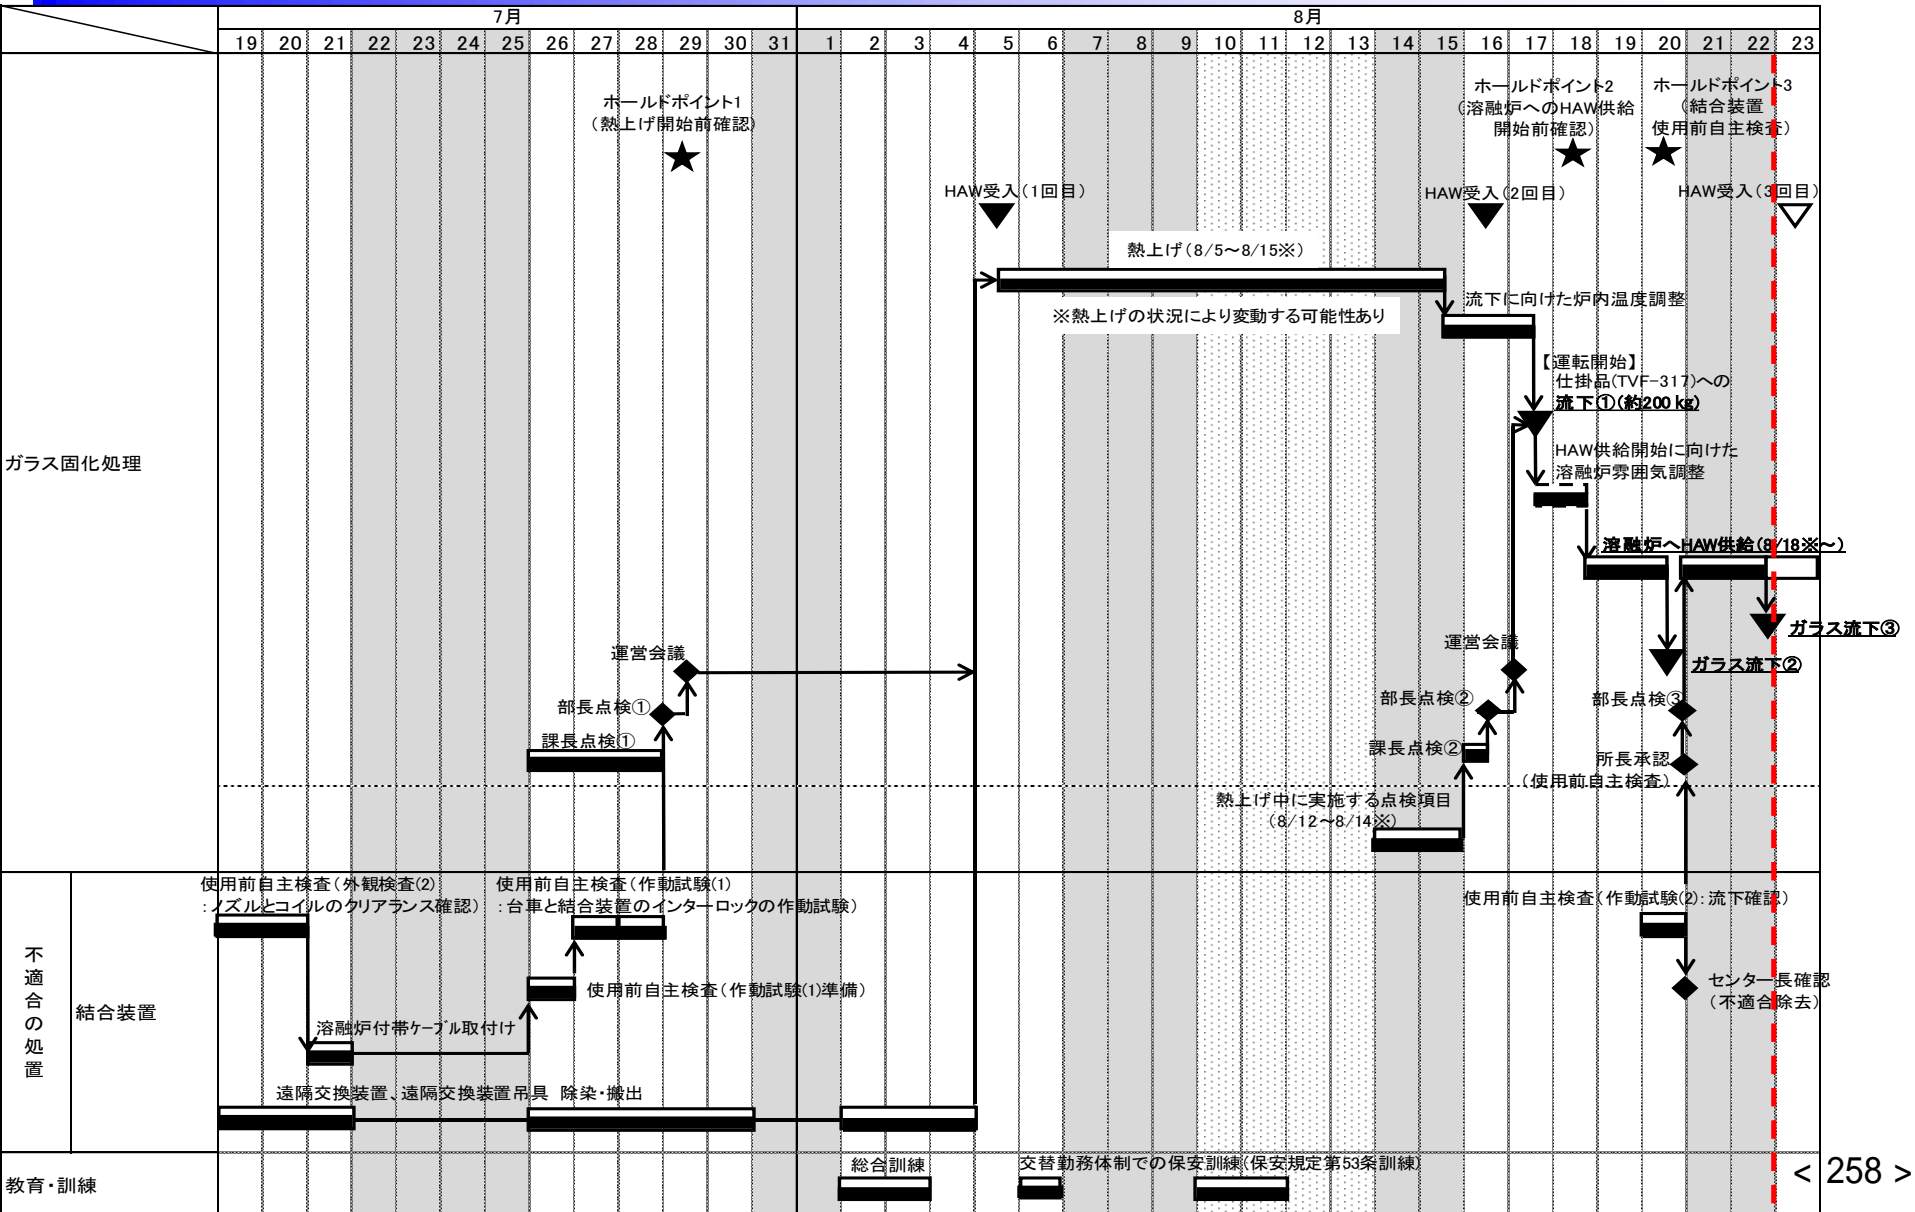 7月
8月
19 20 21 22 23 24 25 26 27 28 29 30 31 1 2 3 4 5 6 7 8 9 10 11 12 13 14 15 16 17 18 19 20 21 22 23
ホールドポイント1
(熱上げ開始前確認)
ホールドポイント2
(溶融炉へのHAW供給
開始前確認)
ホールドポイント3
(結合装置
使用前自主検査)
HAW受入(1回目)
HAW受入(2回目)
HAW受入(3回目)
熱上げ(8/5~8/15※)
※熱上げの状況により変動する可能性あり
流下に向けた炉内温度調整
【運転開始】
仕掛品(TVF-317)への
流下①(約200 kg)
ガラス固化処理
HAW供給開始に向けた
溶融炉雰囲気調整
溶融炉へHAW供給(8/18※~)
ガラス流下③
ガラス流下②
運営会議
部長点検①
課長点検①
運営会議
部長点検②
課長点検②
部長点検③
所長承認
(使用前自主検査)
熱上げ中に実施する点検項目
(8/12~8/14※)
不適合の処置
結合装置
使用前自主検査(外観検査(2)
:ノズルとコイルのクリアランス確認)
使用前自主検査(作動試験(1)
:台車と結合装置のインターロックの作動試験)
使用前自主検査(作動試験(2):流下確認)
使用前自主検査(作動試験(1)準備)
センター長確認
(不適合除去)
溶融炉付帯ケーブル取付け
遠隔交換装置、遠隔交換装置吊具 除染・搬出
教育・訓練
総合訓練
交替勤務体制での保安訓練(保安規定第53条訓練)
< 258 >